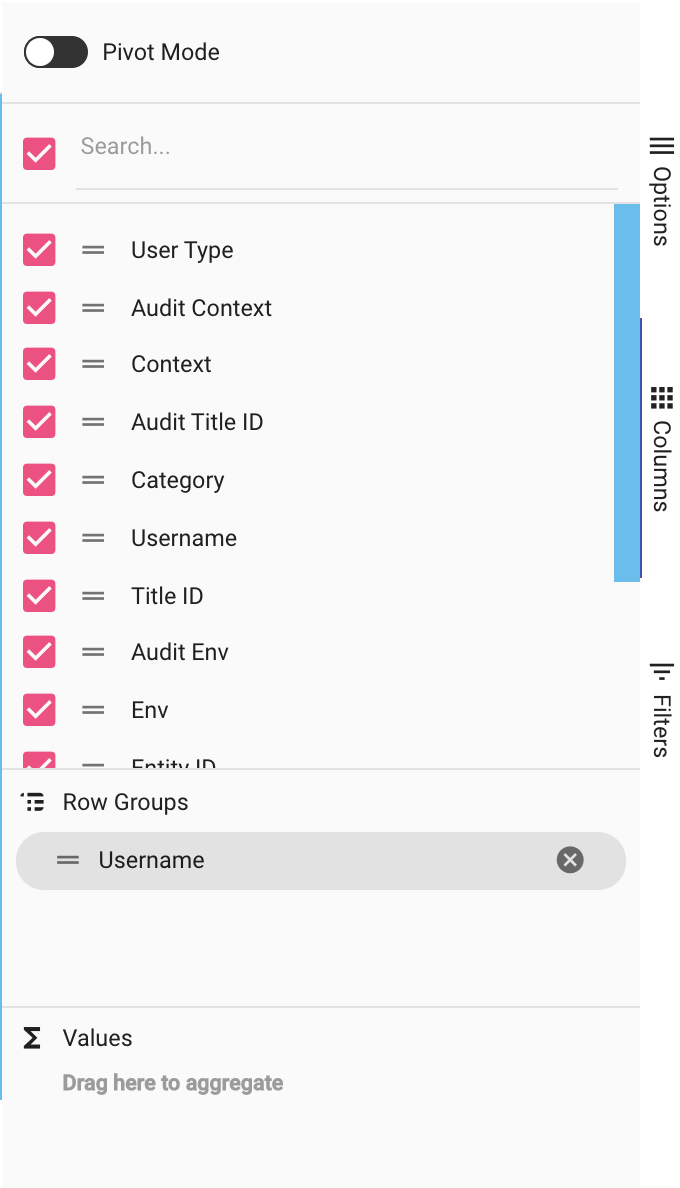 Pivot Mode
Search...
User Type
Audit Context
Context
Audit Title ID
Category
Username
Title ID
Audit Env
Env
Entity ID
Row Groups
Username
Values
Drag here to aggregate
Options
Columns
Filters